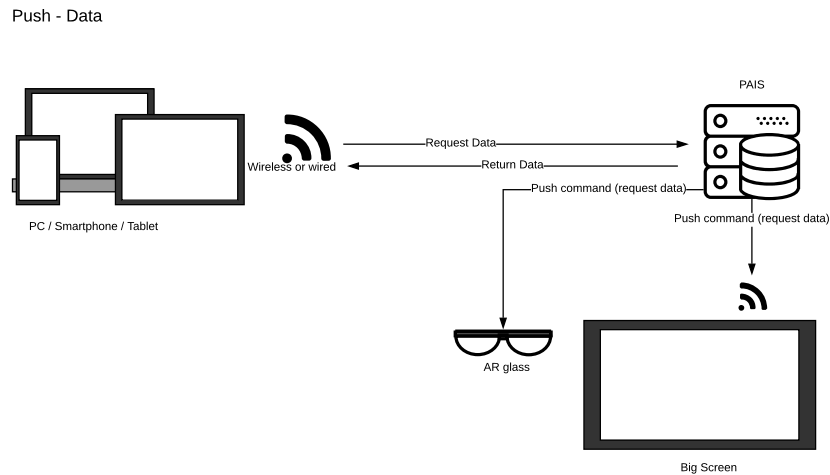 Push - Data
PAIS
Request Data
Wireless or wired
Return Data
Push command (request data)
Push command (request data)
PC / Smartphone / Tablet
AR glass
Big Screen